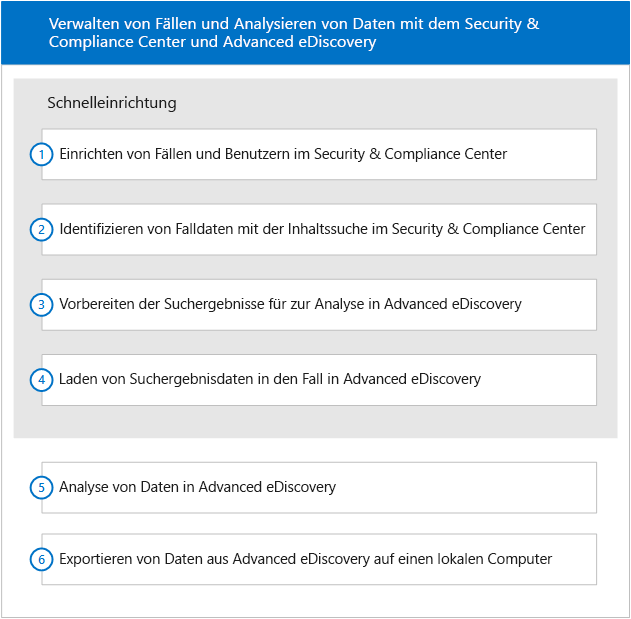 Verwalten von Fällen und Analysieren von Daten mit dem Security &
Compliance Center und Advanced eDiscovery
Schnelleinrichtung
1 Einrichten von Fällen und Benutzern im Security & Compliance Center
2 Identifizieren von Falldaten mit der Inhaltssuche im Security & Compliance Center
3 Vorbereiten der Suchergebnisse für zur Analyse in Advanced eDiscovery
4 Laden von Suchergebnisdaten in den Fall in Advanced eDiscovery
5 Analyse von Daten in Advanced eDiscovery
6 Exportieren von Daten aus Advanced eDiscovery auf einen lokalen Computer